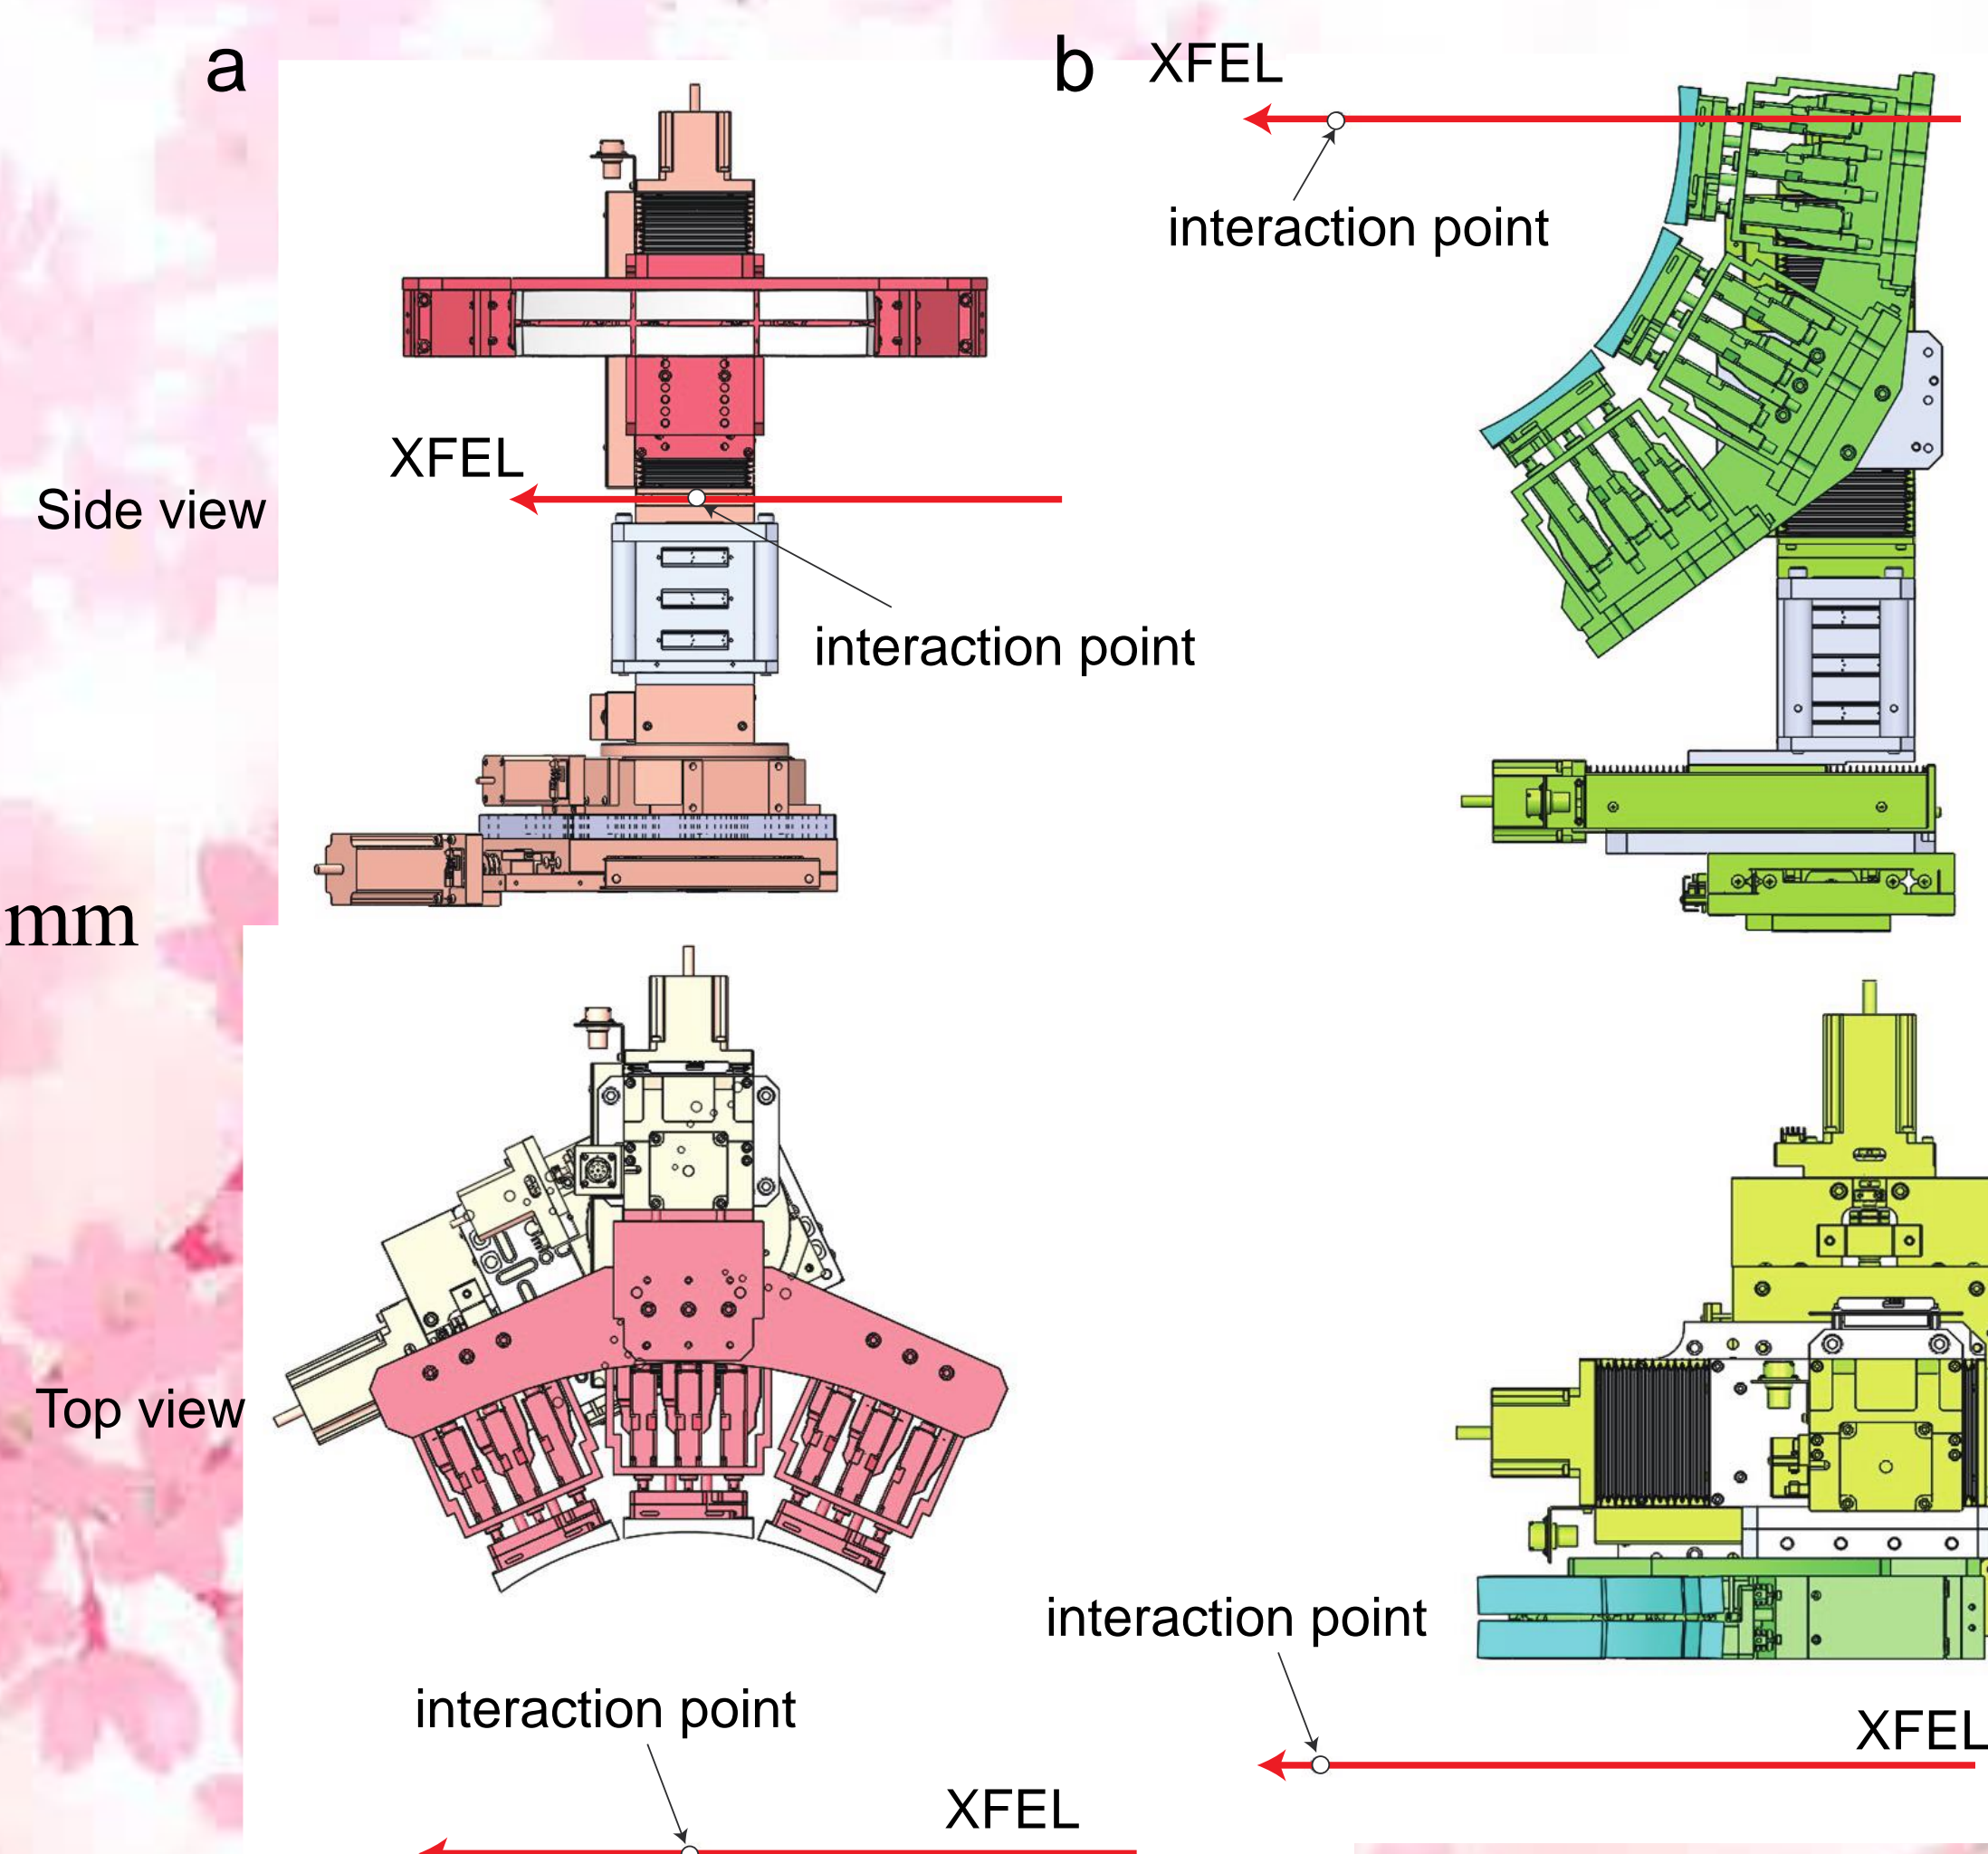 a
b
XFEL
interaction point
XFEL
Side view
interaction point
mm
Top view
interaction point
interaction point
XFEL
XFEL